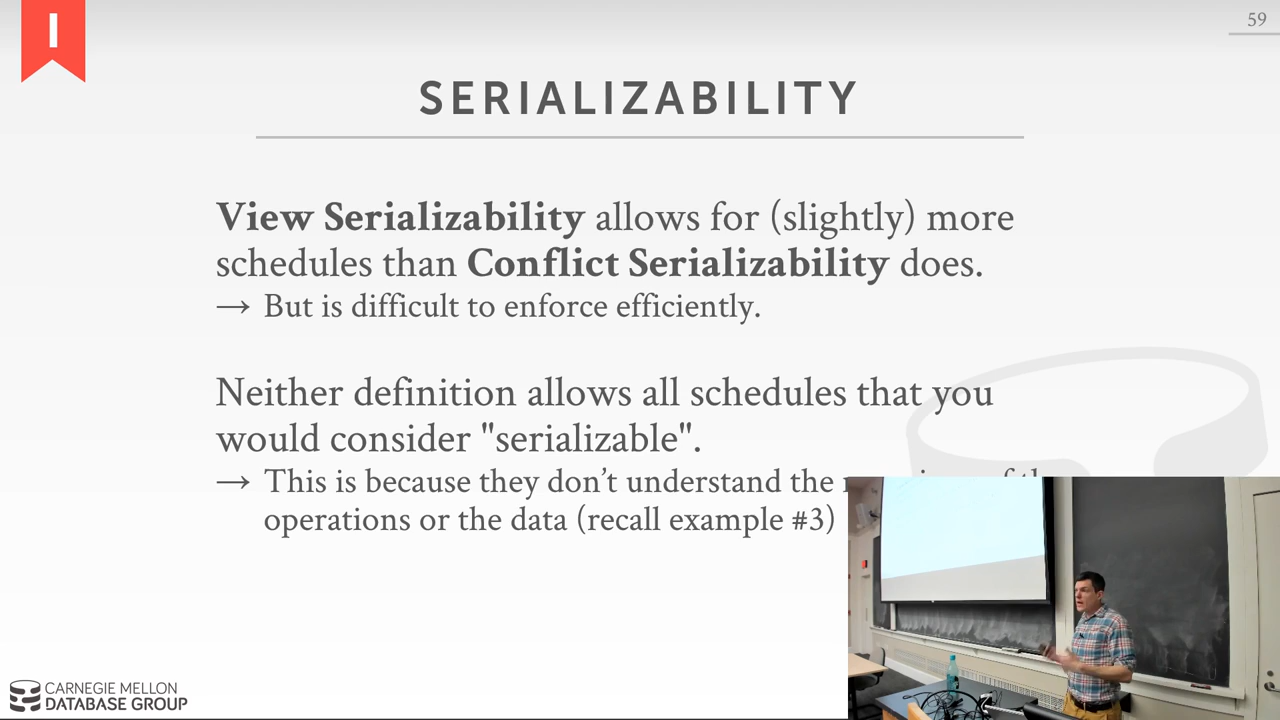 I
59
SERIALIZABILITY
View Serializability allows for (slightly) more
schedules than Conflict Serializability does.
→ But is difficult to enforce efficiently.
Neither definition allows all schedules that you
would consider "serializable".
→ This is because they don’t understand the
operations or the data (recall example #3)
CARNEGIE MELLON
DATABASE GROUP